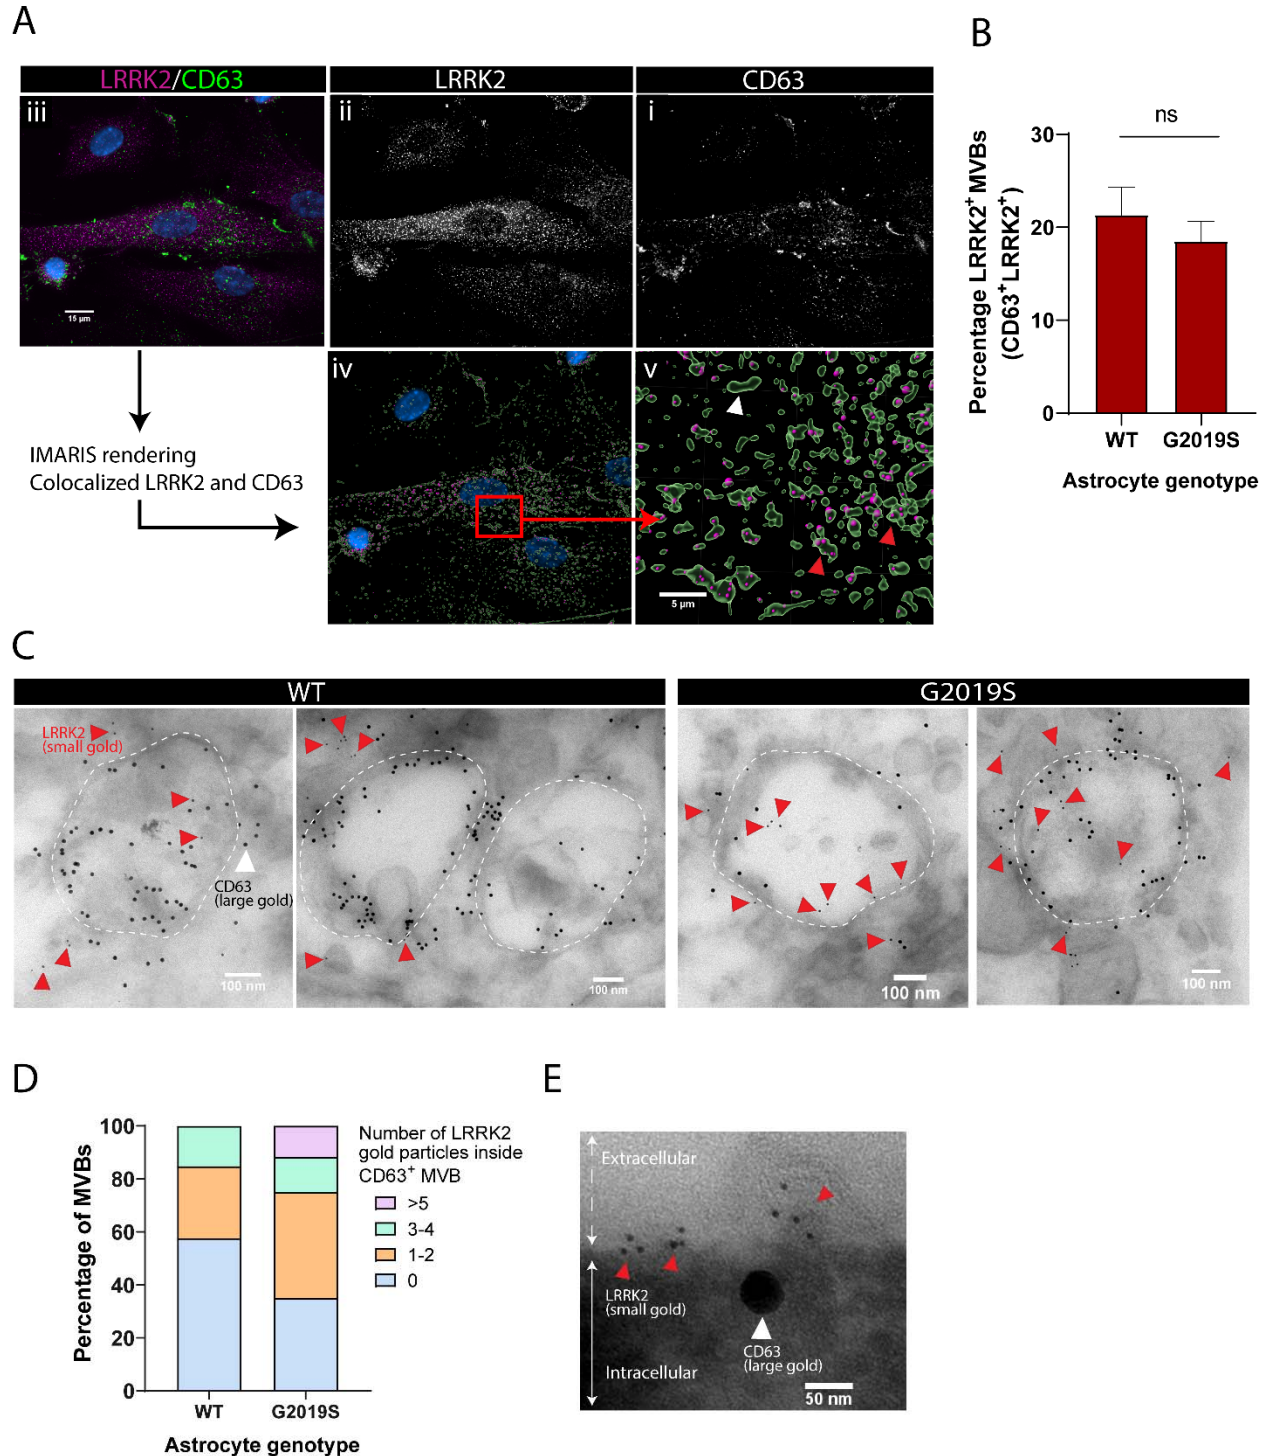 A
LRRK2/CD63
LRRK2
CD63
iii
ii
i
15 µm
iv
v
IMARIS rendering
Colocalized LRRK2 and CD63
5 µm
B
ns
Percentage LRRK2+ MVBs
(CD63+LRRK2+)
30
20
10
0
WT
G2019S
Astrocyte genotype
C
WT
G2019S
LRRK2
(small gold)
CD63
(large gold)
100 nm
100 nm
100 nm
100 nm
D
Percentage of MVBs
100
80
60
40
20
0
WT
G2019S
Astrocyte genotype
Number of LRRK2
gold particles inside
CD63+ MVB
>5
3-4
1-2
0
E
Extracellular
LRRK2
(small gold)
CD63
(large gold)
Intracellular
50 nm